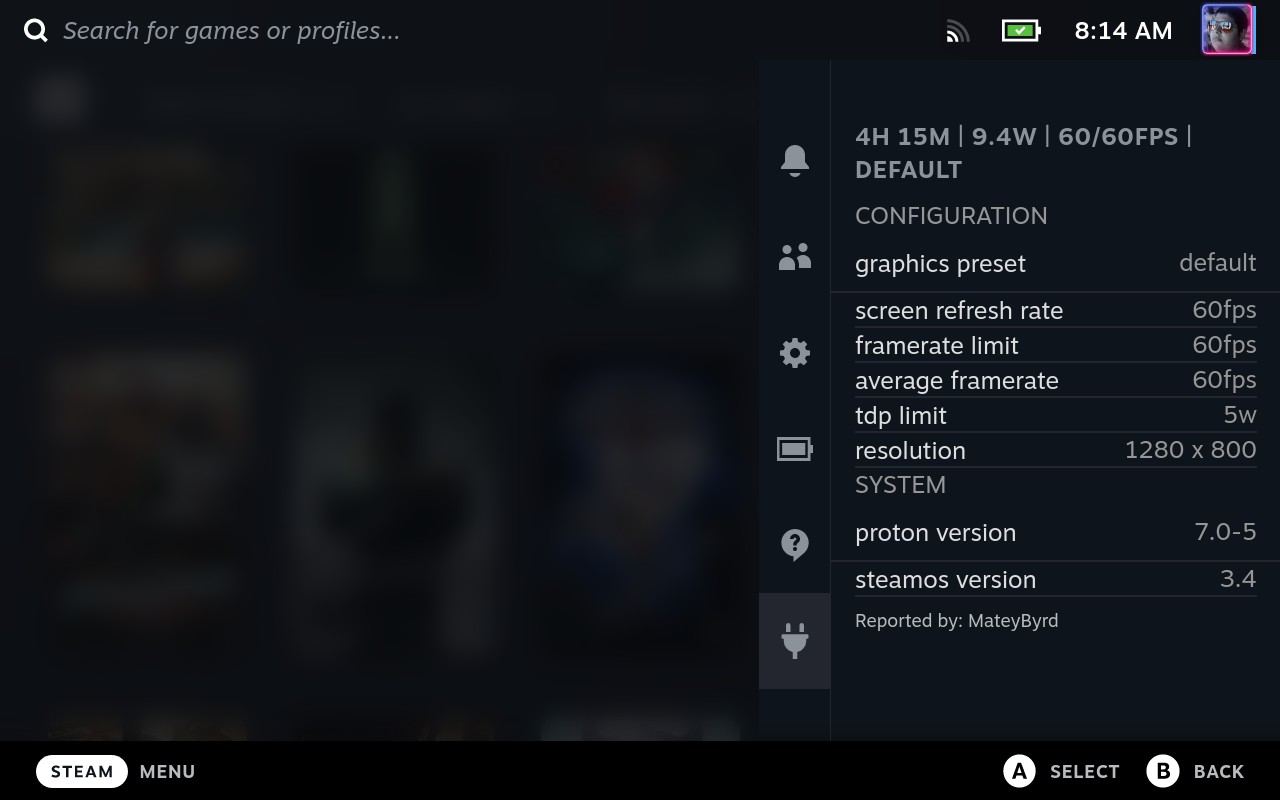 Search for games or profiles...
8:14 AM
4H 15M | 9.4W | 60/60FPS |
DEFAULT
CONFIGURATION
graphics preset default
screen refresh rate 60fps
framerate limit 60fps
average framerate 60fps
tdp limit 5w
resolution 1280 x 800
SYSTEM
proton version 7.0-5
steamos version 3.4
Reported by: MateyByrd
STEAM MENU
A SELECT B BACK